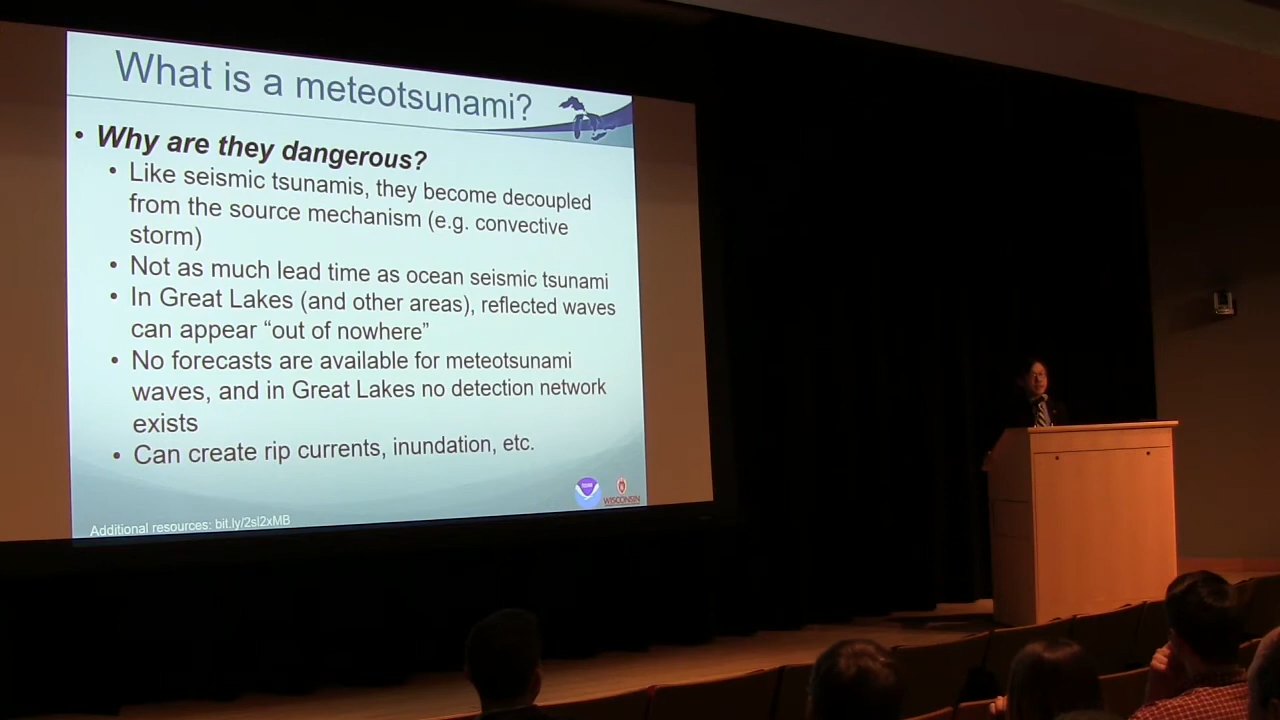 What is a meteotsunami?
• Why are they dangerous?
• Like seismic tsunamis, they become decoupled
from the source mechanism (e.g. convective
storm)
• Not as much lead time as ocean seismic tsunami
• In Great Lakes (and other areas), reflected waves
can appear “out of nowhere”
• No forecasts are available for meteotsunami
waves, and in Great Lakes no detection network
exists
• Can create rip currents, inundation, etc.
WISCONSIN
Additional resources: bit.ly/2sl2xMB